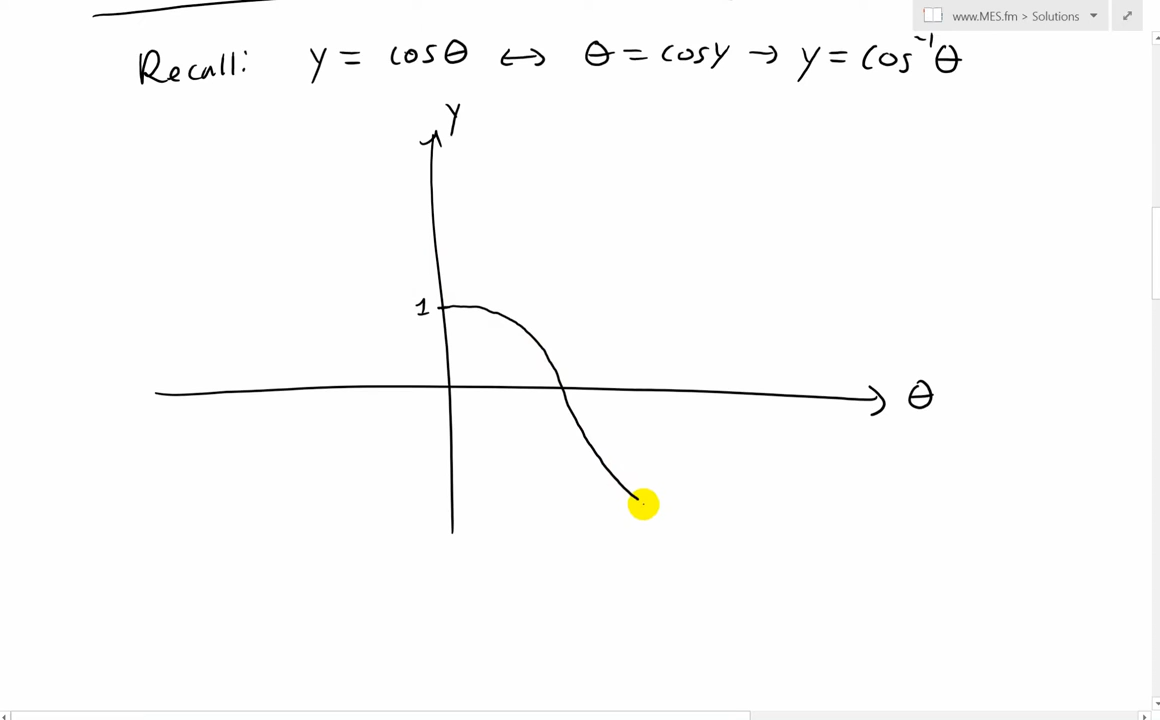 www.MES.fm > Solutions
Recall: y = cosθ ↔ θ = cosy → y = cos⁻¹θ
y
1
θ